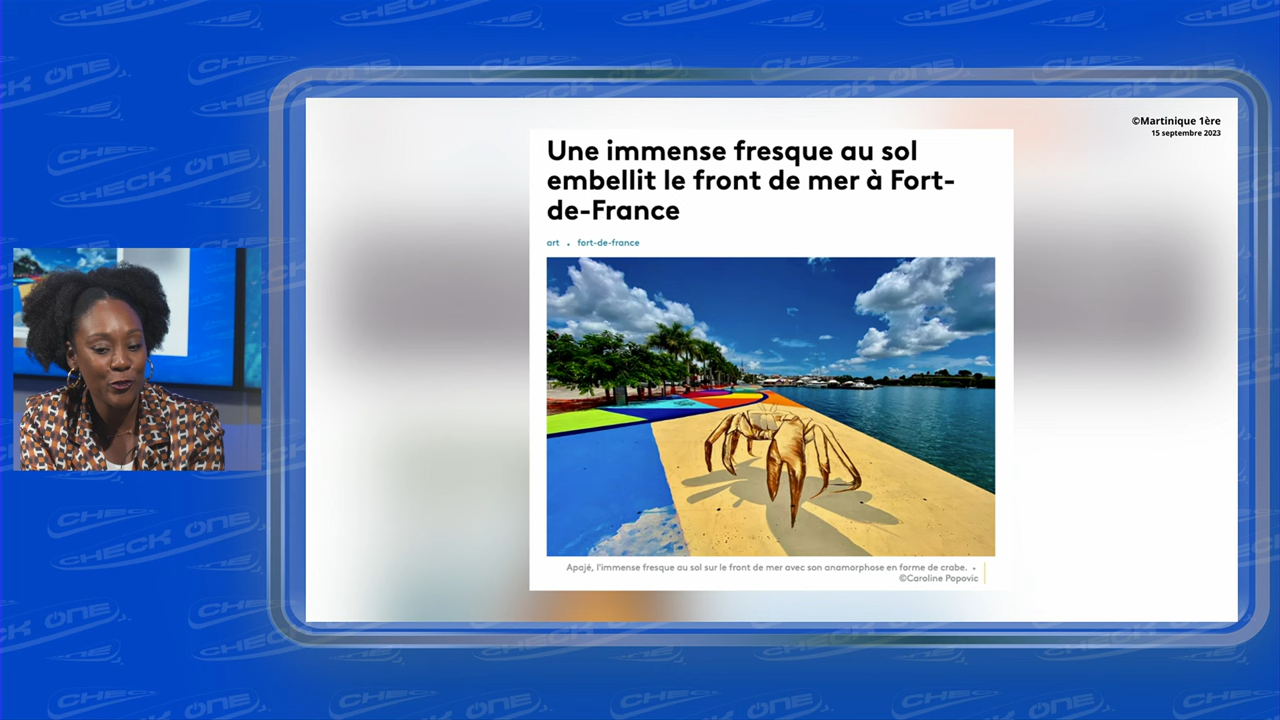 ©Martinique 1ère
15 septembre 2023
Une immense fresque au sol
embellit le front de mer à Fort-
de-France
art . fort-de-france
Apajé, l'immense fresque au sol sur le front de mer avec son anamorphose en forme de crabe. •
©Caroline Popovic
CHECK ONE